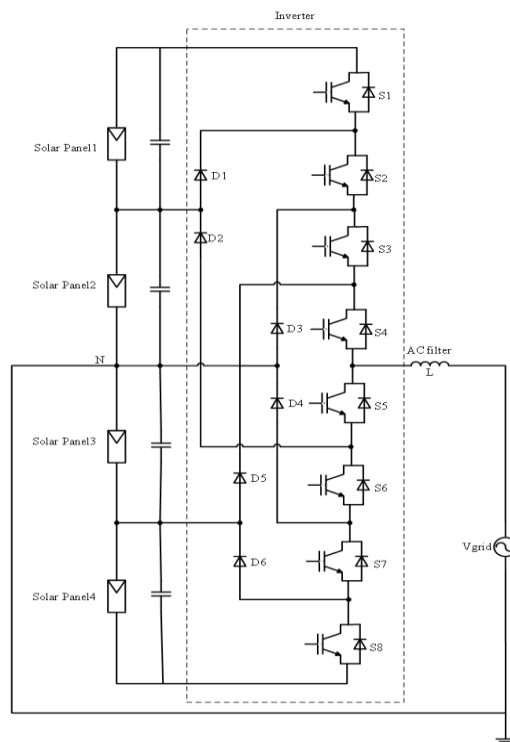 Inverter
S1
Solar Panel1
D1
S2
D2
S3
Solar Panel2
D3
S4
AC filter
N
L
D4
S5
Solar Panel3
D5
S6
Vgrid
D6
S7
Solar Panel4
S8